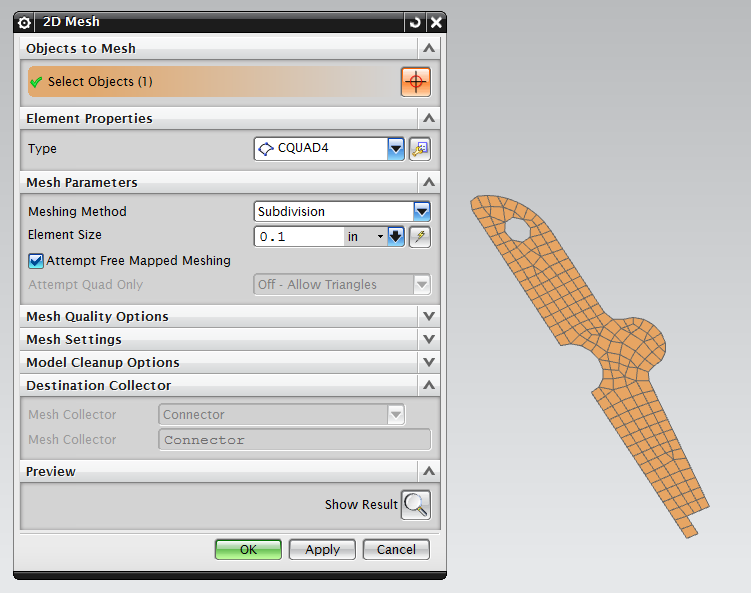 2D Mesh
Objects to Mesh
Select Objects (1)
Element Properties
Type CQUAD4
Mesh Parameters
Meshing Method Subdivision
Element Size 0.1 in
Attempt Free Mapped Meshing
Attempt Quad Only Off - Allow Triangles
Mesh Quality Options
Mesh Settings
Model Cleanup Options
Destination Collector
Mesh Collector Connector
Mesh Collector Connector
Preview
Show Result
OK Apply Cancel